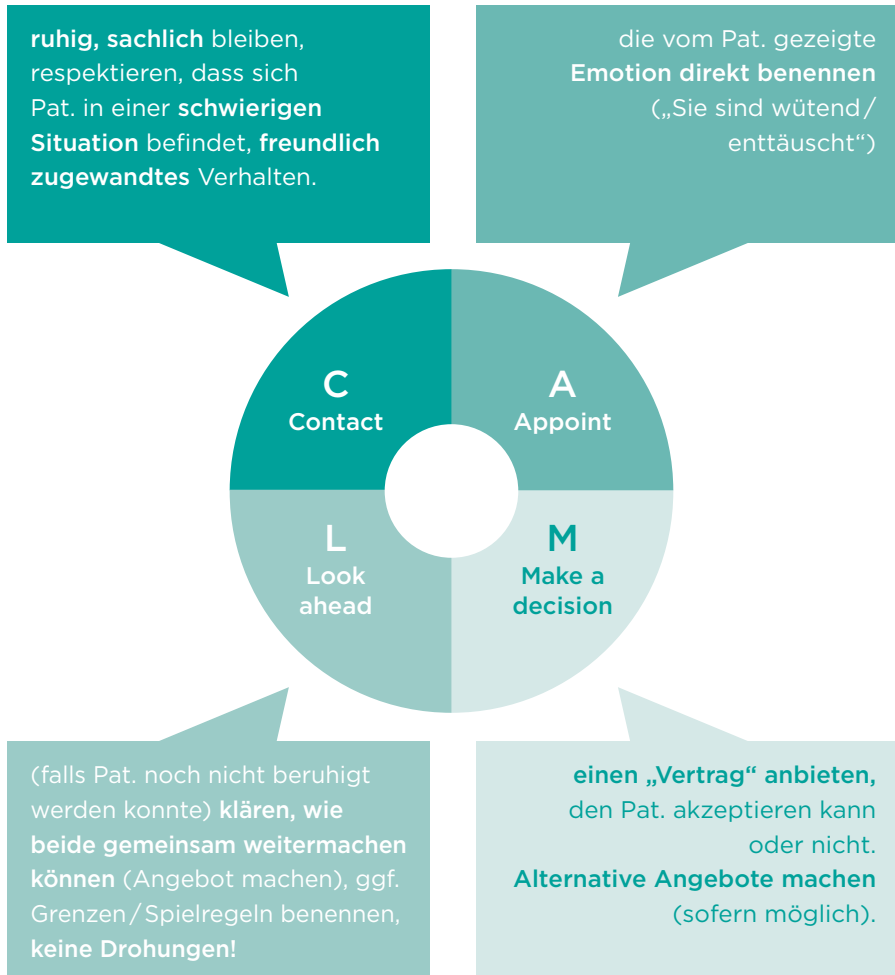 ruhig, sachlich bleiben,
respektieren, dass sich
Pat. in einer schwierigen
Situation befindet, freundlich
zugewandtes Verhalten.
die vom Pat. gezeigte
Emotion direkt benennen
(„Sie sind wütend /
enttäuscht“)
C
Contact
A
Appoint
L
Look
ahead
M
Make a
decision
(falls Pat. noch nicht beruhigt
werden konnte) klären, wie
beide gemeinsam weitermachen
können (Angebot machen), ggf.
Grenzen / Spielregeln benennen,
keine Drohungen!
einen „Vertrag“ anbieten,
den Pat. akzeptieren kann
oder nicht.
Alternative Angebote machen
(sofern möglich).